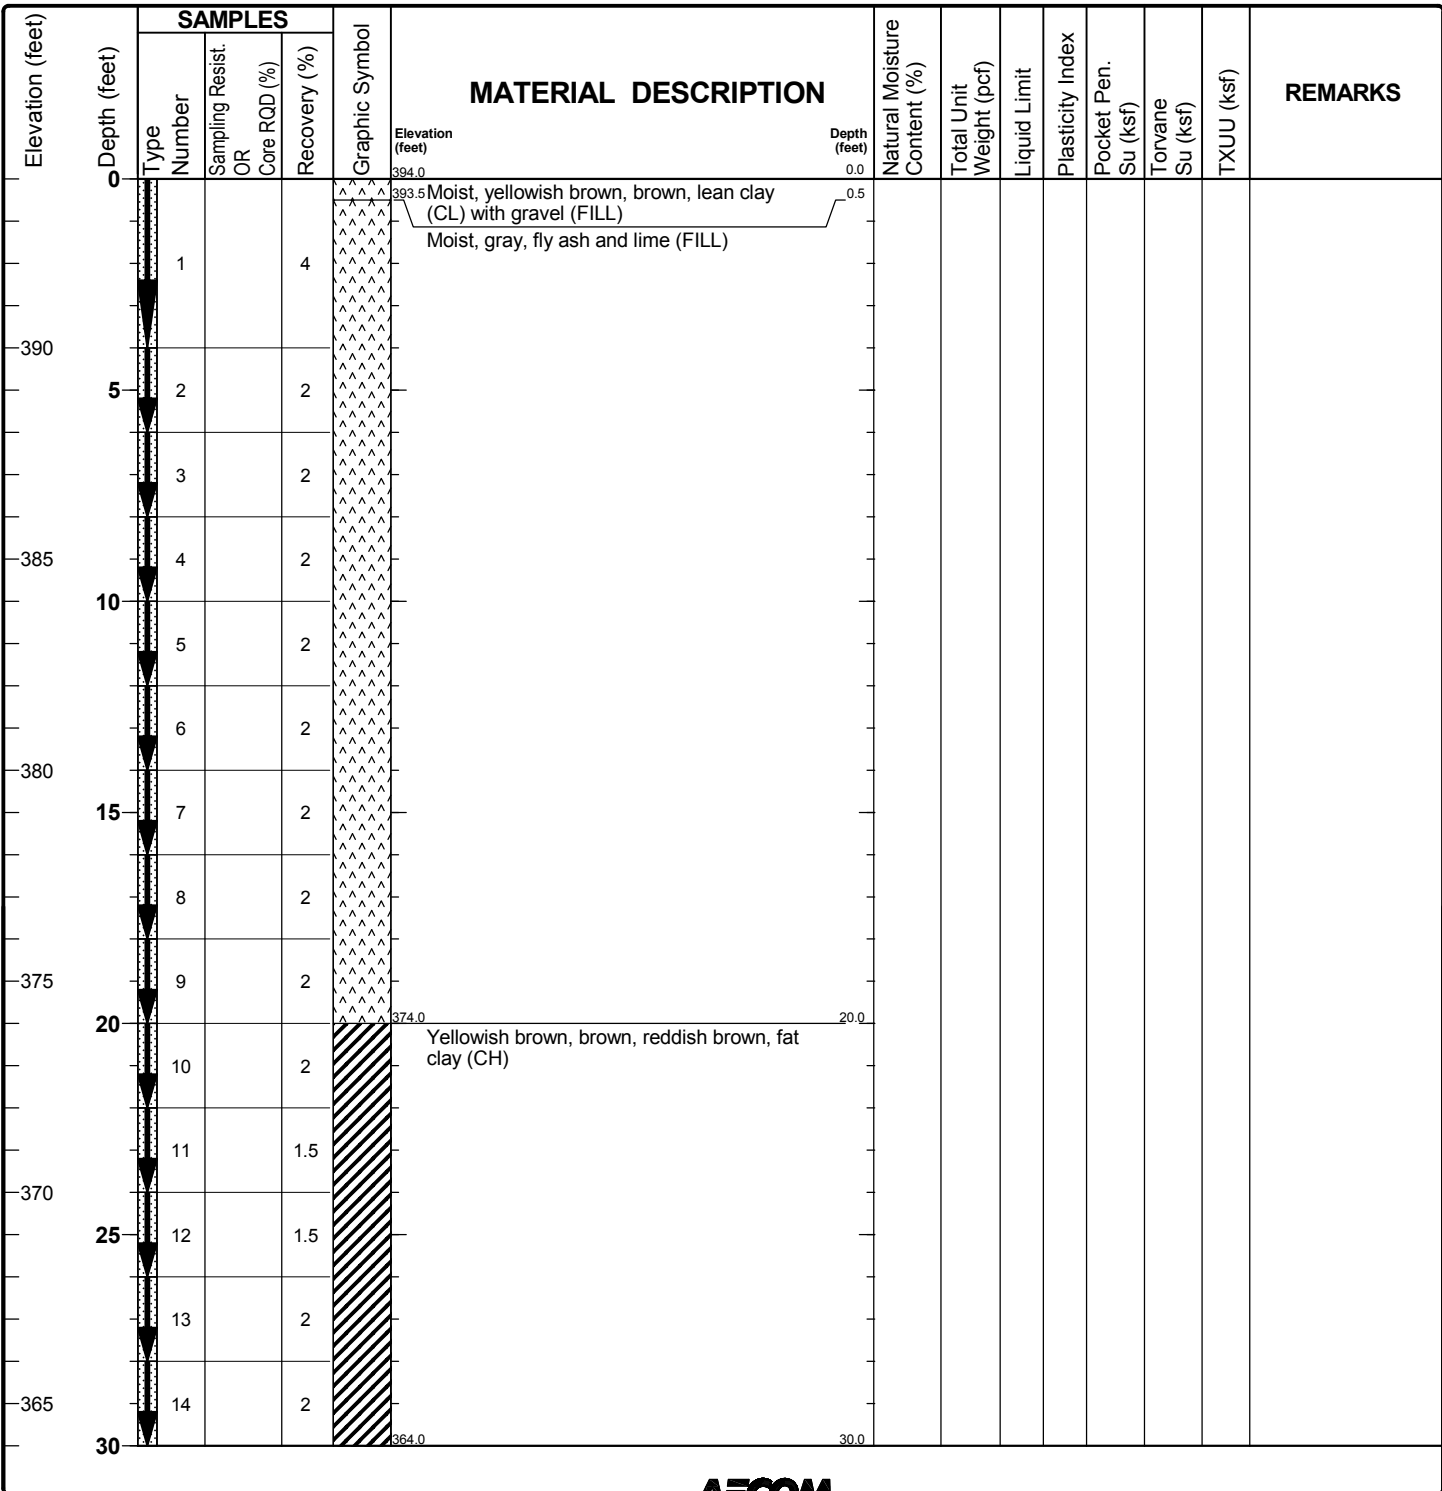 SAMPLES
Elevation (feet)
Depth (feet)
Type
Number
Sampling Resist.
OR
Core RQD (%)
Recovery (%)
Graphic Symbol
MATERIAL DESCRIPTION
Elevation
(feet)
Depth
(feet)
Natural Moisture
Content (%)
Total Unit
Weight (pcf)
Liquid Limit
Plasticity Index
Pocket Pen.
Su (ksf)
Torvane
Su (ksf)
TXUU (ksf)
REMARKS
0
394.0 0.0
393.5 Moist, yellowish brown, brown, lean clay 0.5
(CL) with gravel (FILL)
Moist, gray, fly ash and lime (FILL)
1 4
390
5 2 2
3 2
385 4 2
10
5 2
6 2
380
15 7 2
8 2
375 9 2
20 374.0 20.0
Yellowish brown, brown, reddish brown, fat
clay (CH)
10 2
11 1.5
370
25 12 1.5
13 2
365 14 2
30 364.0 30.0
AECOM